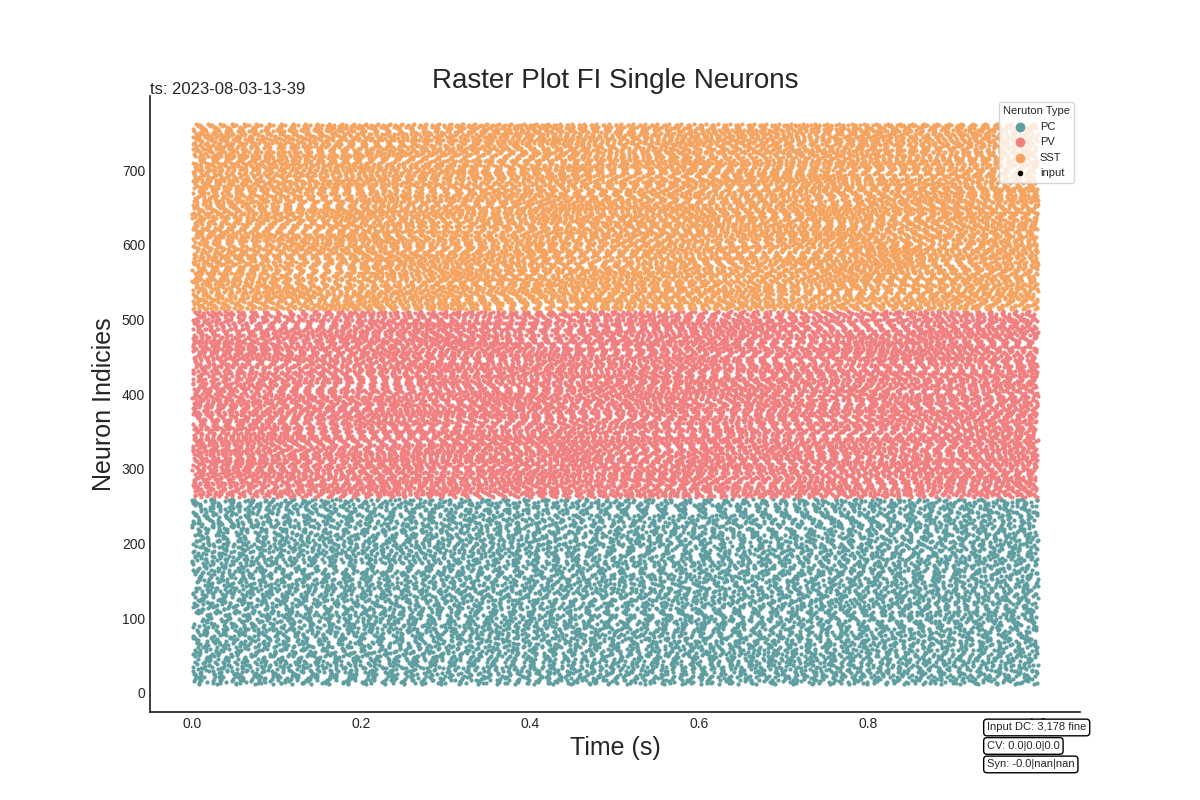 Raster Plot FI Single Neurons
ts: 2023-08-03-13-39
Neruton Type
PC
PV
SST
input
Neuron Indicies
700
600
500
400
300
200
100
0
0.0 0.2 0.4 0.6 0.8
Time (s)
Input DC: 3,178 fine
CV: 0.0|0.0|0.0
Syn: -0.0|nan|nan